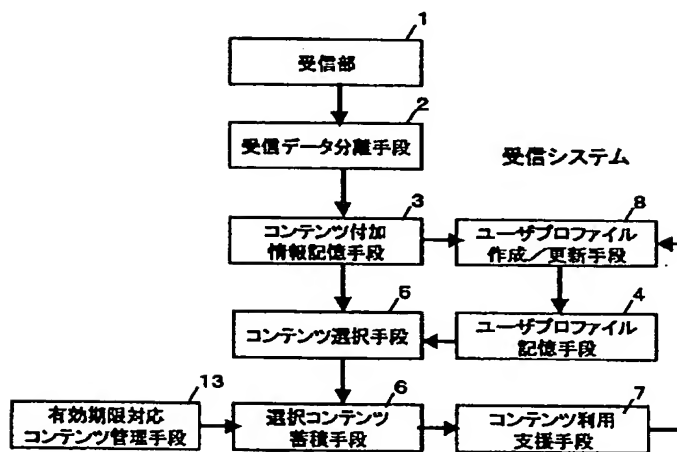 1
受信部
2
受信データ分離手段
受信システム
3
コンテンツ付加
情報記憶手段
8
ユーザプロファイル
作成/更新手段
5
コンテンツ選択手段
4
ユーザプロファイル
記憶手段
13
有効期限対応
コンテンツ管理手段
6
選択コンテンツ
蓄積手段
7
コンテンツ利用
支援手段